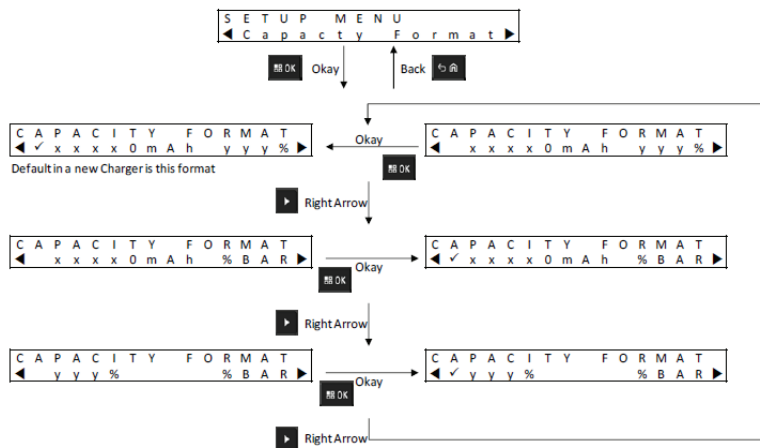 SETUP MENU
◀ Capacty Format ▶
OK Okay Back
Okay
CAPACITY FORMAT CAPACITY FORMAT
◀ ✓ xxxx0mAh yyy% ▶ ◀ xxxx0mAh yyy% ▶
Default in a new Charger is this format OK
Right Arrow
CAPACITY FORMAT CAPACITY FORMAT
◀ xxxx0mAh %BAR ▶ ◀ ✓ xxxx0mAh %BAR ▶
OK Okay
Right Arrow
CAPACITY FORMAT CAPACITY FORMAT
◀ yyy% %BAR ▶ ◀ ✓ yyy% %BAR ▶
OK Okay
Right Arrow